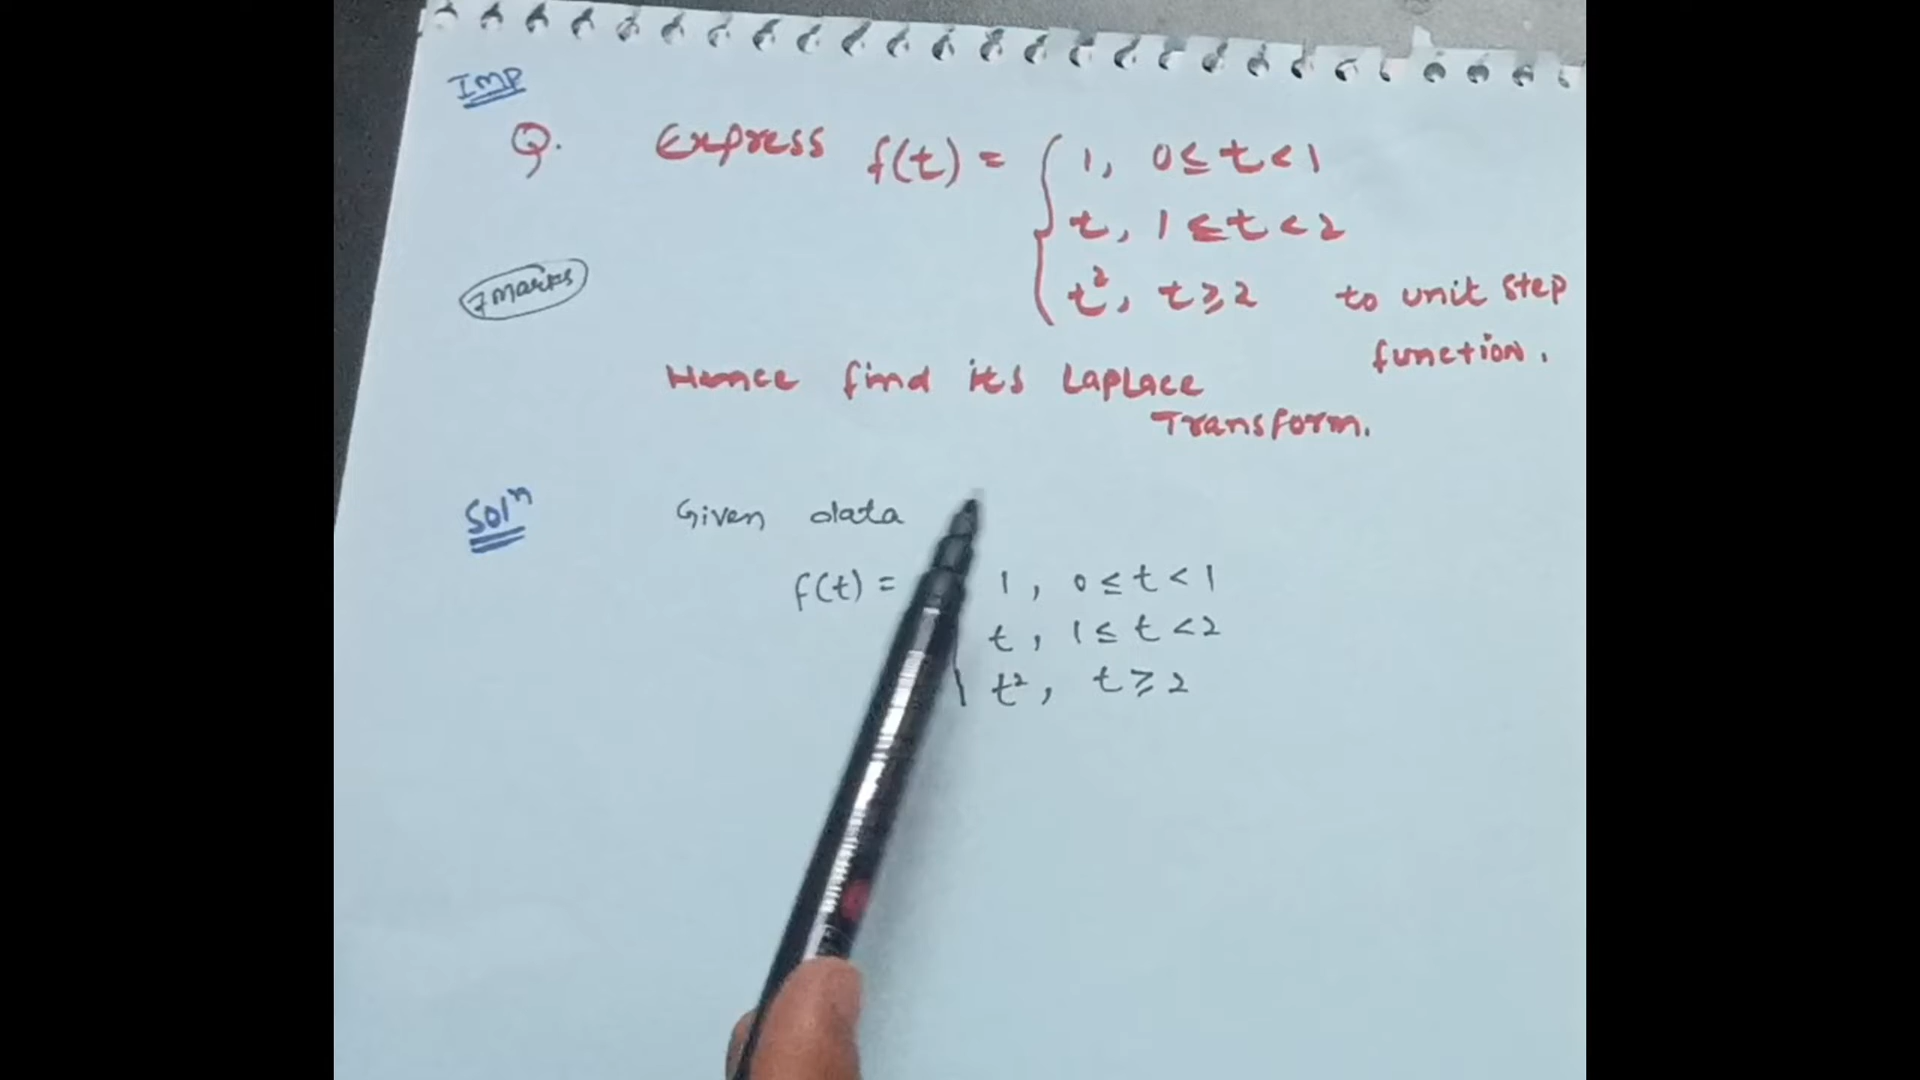 IMP
Q. Express f(t) = { 1, 0 ≤ t < 1
t, 1 ≤ t < 2
7 marks
t², t ≥ 2 to unit step
function.
Hence find its Laplace
Transform.
Solⁿ Given data
f(t) = 1, 0 ≤ t < 1
t, 1 ≤ t < 2
t², t ≥ 2